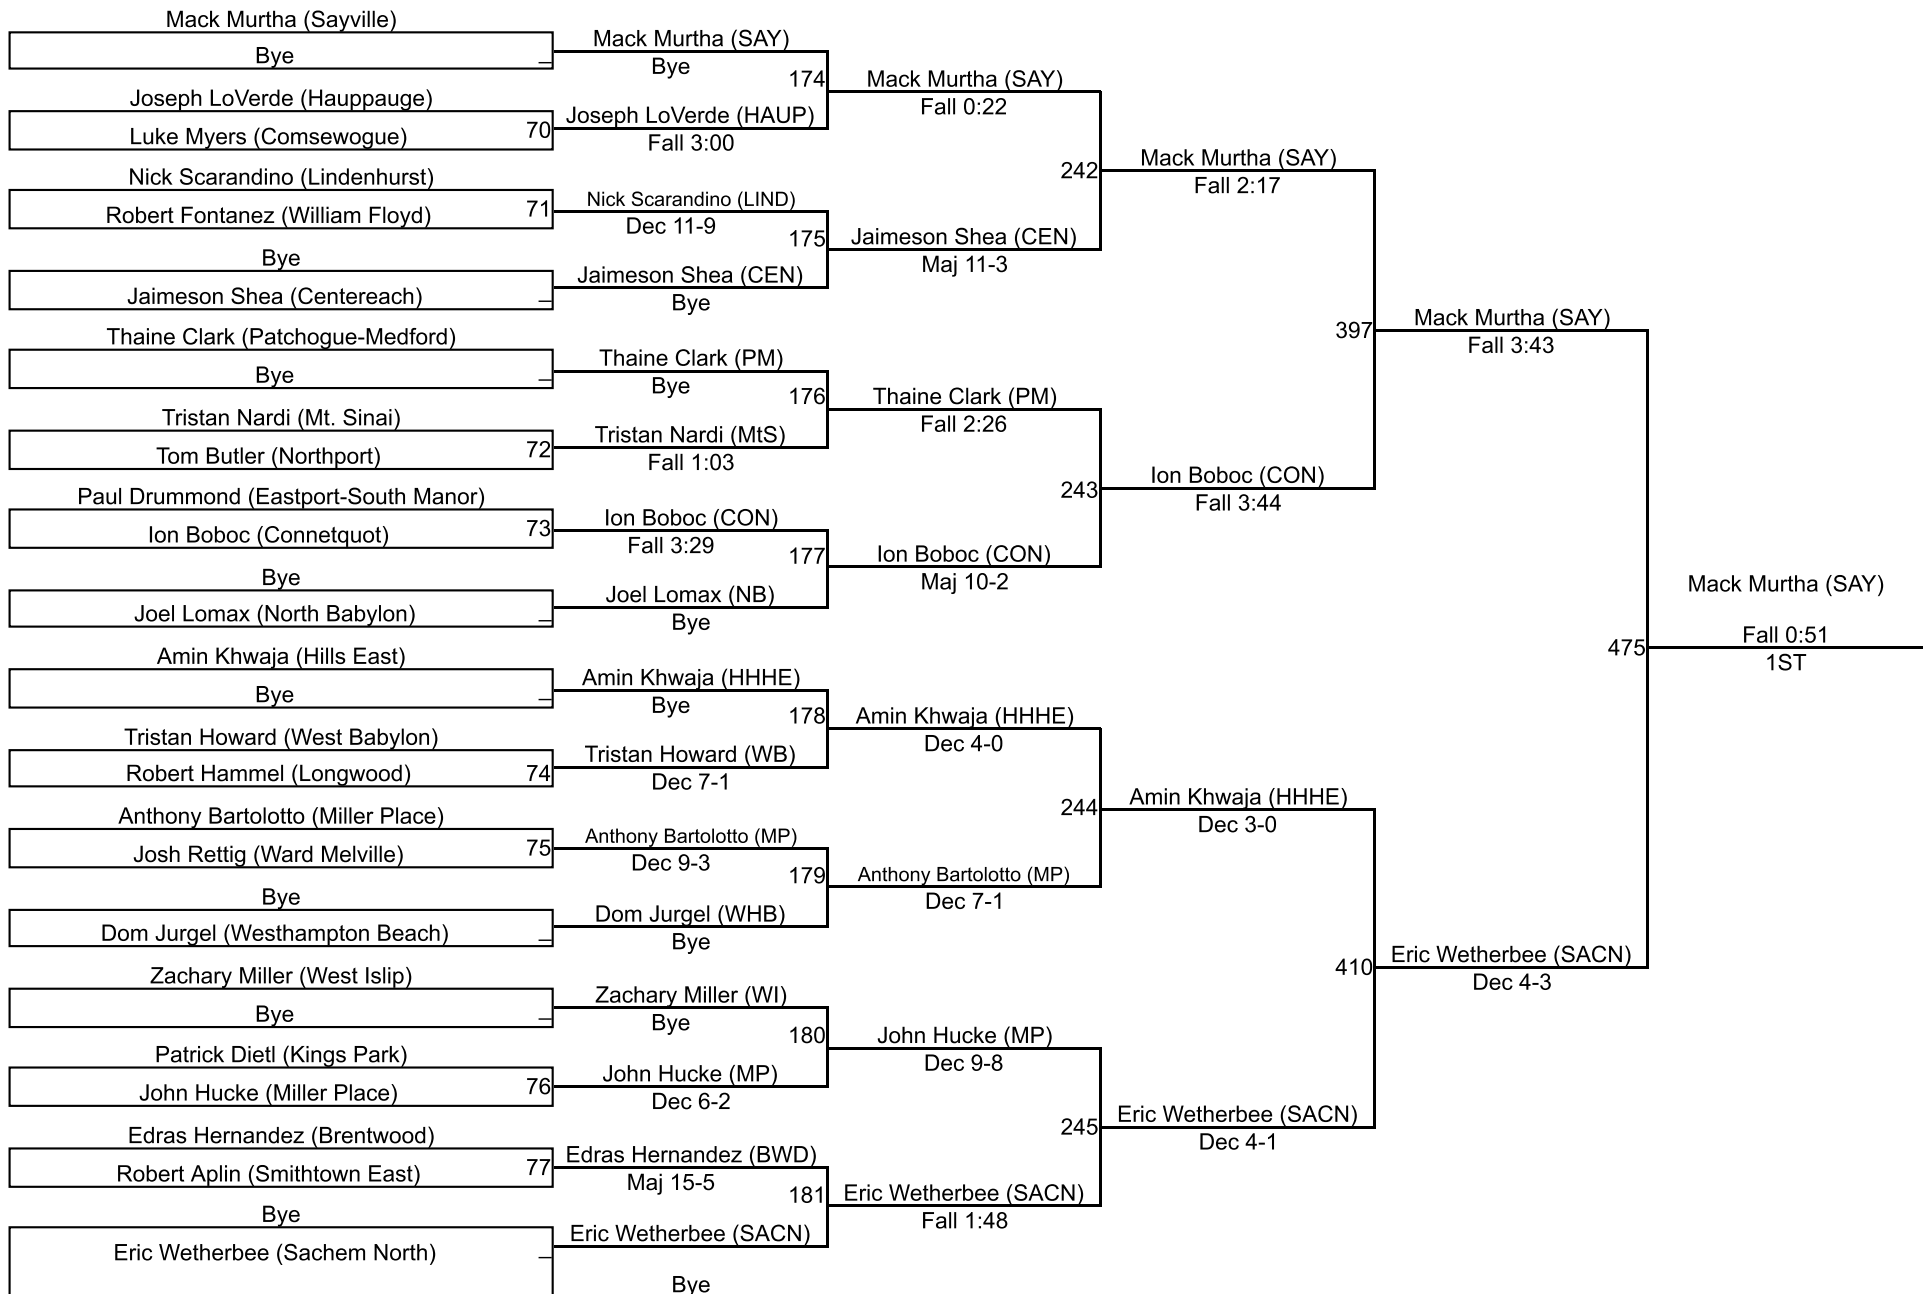 Mack Murtha (Sayville)
Bye
_
Joseph LoVerde (Hauppauge)
Luke Myers (Comsewogue)
70
Nick Scarandino (Lindenhurst)
Robert Fontanez (William Floyd)
71
Bye
Jaimeson Shea (Centereach)
_
Thaine Clark (Patchogue-Medford)
Bye
_
Tristan Nardi (Mt. Sinai)
Tom Butler (Northport)
72
Paul Drummond (Eastport-South Manor)
Ion Boboc (Connetquot)
73
Bye
Joel Lomax (North Babylon)
_
Amin Khwaja (Hills East)
Bye
_
Tristan Howard (West Babylon)
Robert Hammel (Longwood)
74
Anthony Bartolotto (Miller Place)
Josh Rettig (Ward Melville)
75
Bye
Dom Jurgel (Westhampton Beach)
_
Zachary Miller (West Islip)
Bye
_
Patrick Dietl (Kings Park)
John Hucke (Miller Place)
76
Edras Hernandez (Brentwood)
Robert Aplin (Smithtown East)
77
Bye
Eric Wetherbee (Sachem North)
_
Mack Murtha (SAY)
Bye
174
Joseph LoVerde (HAUP)
Fall 3:00
Nick Scarandino (LIND)
Dec 11-9
175
Jaimeson Shea (CEN)
Bye
Thaine Clark (PM)
Bye
176
Tristan Nardi (MtS)
Fall 1:03
Ion Boboc (CON)
Fall 3:29
177
Joel Lomax (NB)
Bye
Amin Khwaja (HHHE)
Bye
178
Tristan Howard (WB)
Dec 7-1
Anthony Bartolotto (MP)
Dec 9-3
179
Dom Jurgel (WHB)
Bye
Zachary Miller (WI)
Bye
180
John Hucke (MP)
Dec 6-2
Edras Hernandez (BWD)
Maj 15-5
181
Eric Wetherbee (SACN)
Bye
Mack Murtha (SAY)
Fall 0:22
242
Jaimeson Shea (CEN)
Maj 11-3
Thaine Clark (PM)
Fall 2:26
243
Ion Boboc (CON)
Maj 10-2
Amin Khwaja (HHHE)
Dec 4-0
244
Anthony Bartolotto (MP)
Dec 7-1
John Hucke (MP)
Dec 9-8
245
Eric Wetherbee (SACN)
Fall 1:48
Mack Murtha (SAY)
Fall 2:17
397
Ion Boboc (CON)
Fall 3:44
Amin Khwaja (HHHE)
Dec 3-0
410
Eric Wetherbee (SACN)
Dec 4-1
Mack Murtha (SAY)
Fall 3:43
475
Eric Wetherbee (SACN)
Dec 4-3
Mack Murtha (SAY)
Fall 0:51
1ST